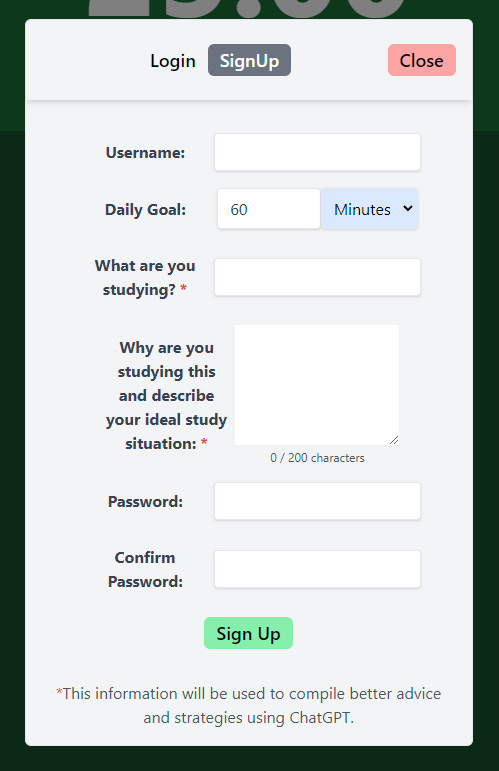 25:00
Login SignUp Close
Username:
Daily Goal: 60 Minutes
What are you
studying? *
Why are you
studying this
and describe
your ideal study
situation: *
0 / 200 characters
Password:
Confirm
Password:
Sign Up
*This information will be used to compile better advice
and strategies using ChatGPT.